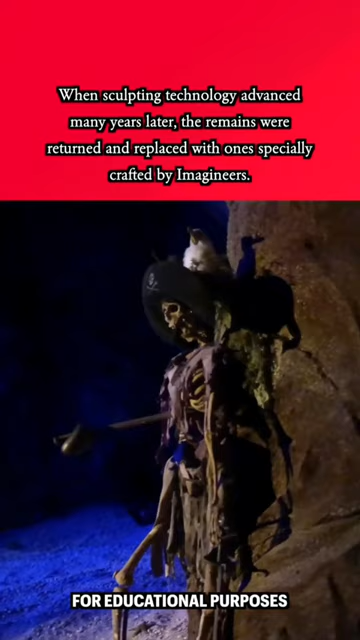 When sculpting technology advanced
many years later, the remains were
returned and replaced with ones specially
crafted by Imagineers.
FOR EDUCATIONAL PURPOSES